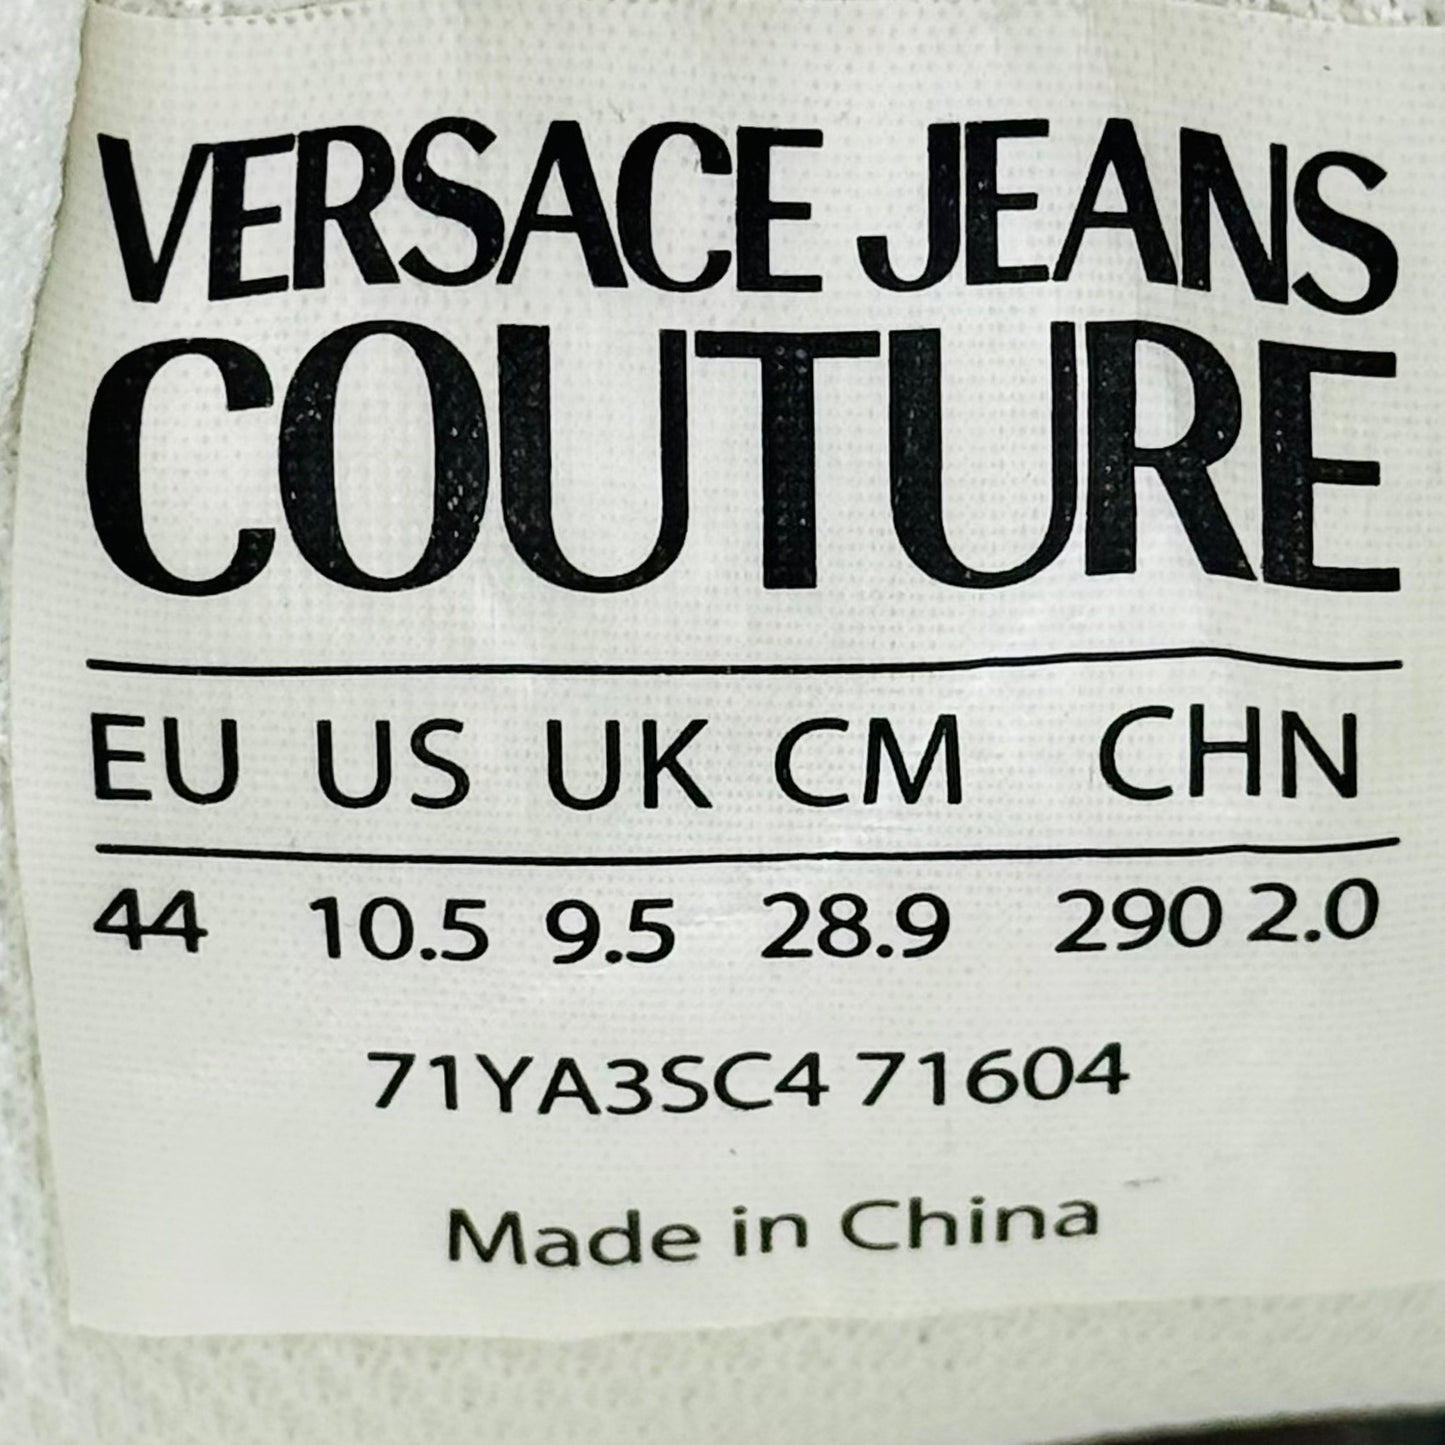 VERSACE JEANS
COUTURE
EU US UK CM CHN
44 10.5 9.5 28.9 290 2.0
71YA3SC4 71604
Made in China